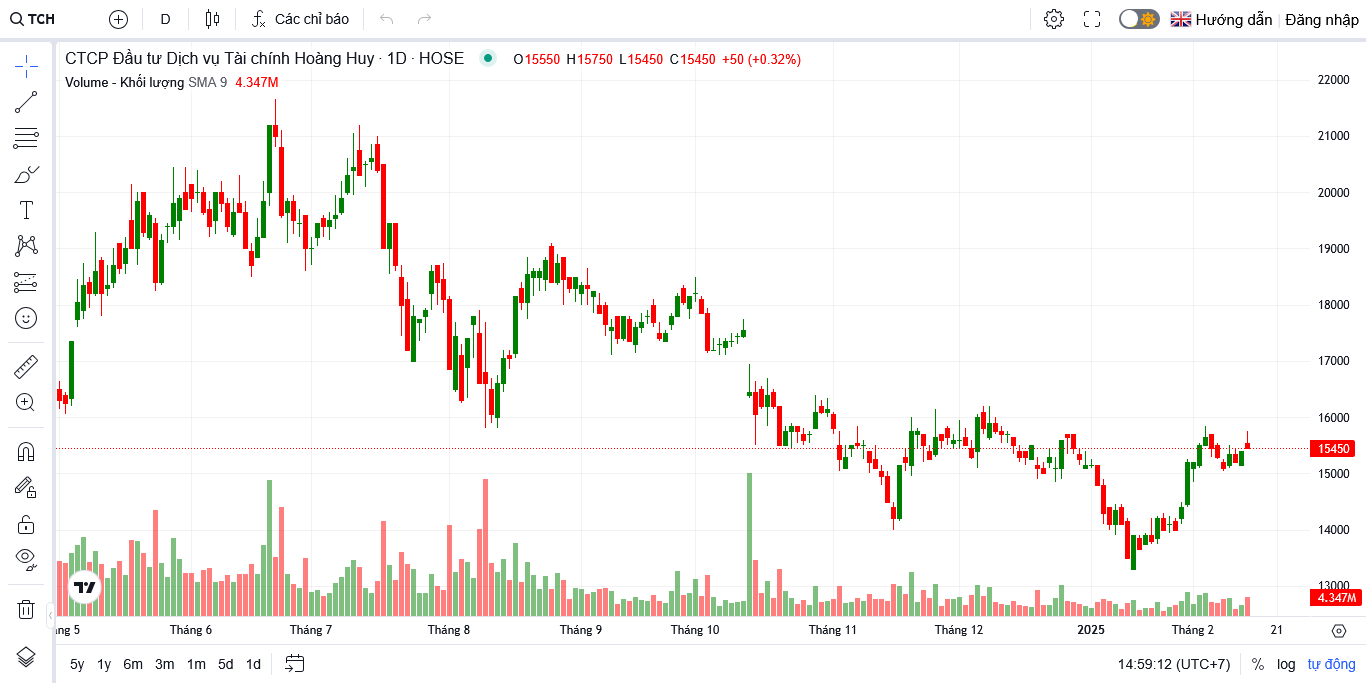 TCH D Các chỉ báo Hướng dẫn Đăng nhập
CTCP Đầu tư Dịch vụ Tài chính Hoàng Huy · 1D · HOSE O15550 H15750 L15450 C15450 +50 (+0.32%)
Volume - Khối lượng SMA 9 4.347M
22000
21000
20000
19000
18000
17000
16000
15450
15000
14000
13000
4.347M
ng 5 Tháng 6 Tháng 7 Tháng 8 Tháng 9 Tháng 10 Tháng 11 Tháng 12 2025 Tháng 2 21
5y 1y 6m 3m 1m 5d 1d 14:59:12 (UTC+7) % log tự động